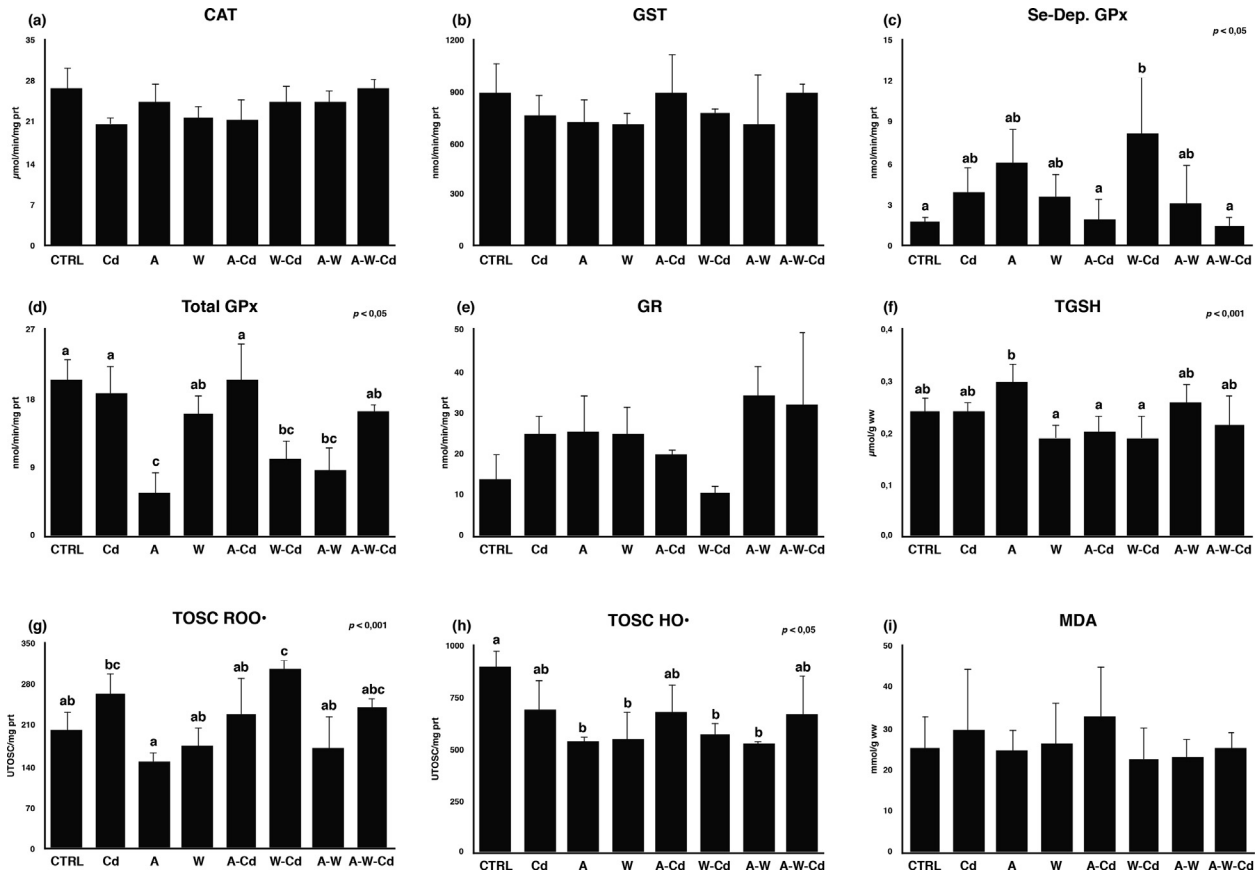 (a) CAT
µmol/min/mg prt
35
28
21
14
7
0
CTRL Cd A W A-Cd W-Cd A-W A-W-Cd
(b) GST
nmol/min/mg prt
1200
900
600
300
0
CTRL Cd A W A-Cd W-Cd A-W A-W-Cd
(c) Se-Dep. GPx
p < 0,05
nmol/min/mg prt
15
12
9
6
3
0
a ab ab ab a b ab a
CTRL Cd A W A-Cd W-Cd A-W A-W-Cd
(d) Total GPx
p < 0,05
nmol/min/mg prt
27
18
9
0
a a c ab a bc bc ab
CTRL Cd A W A-Cd W-Cd A-W A-W-Cd
(e) GR
nmol/min/mg prt
50
40
30
20
10
0
CTRL Cd A W A-Cd W-Cd A-W A-W-Cd
(f) TGSH
p < 0,001
µmol/g ww
0,4
0,3
0,2
0,1
0,0
ab ab b a a a ab ab
CTRL Cd A W A-Cd W-Cd A-W A-W-Cd
(g) TOSC ROO•
p < 0,001
UTOSC/mg prt
350
280
210
140
70
0
ab bc a ab ab c ab abc
CTRL Cd A W A-Cd W-Cd A-W A-W-Cd
(h) TOSC HO•
p < 0,05
UTOSC/mg prt
1000
750
500
250
0
a ab b b ab b b ab
CTRL Cd A W A-Cd W-Cd A-W A-W-Cd
(i) MDA
mmol/g ww
50
40
30
20
10
0
CTRL Cd A W A-Cd W-Cd A-W A-W-Cd